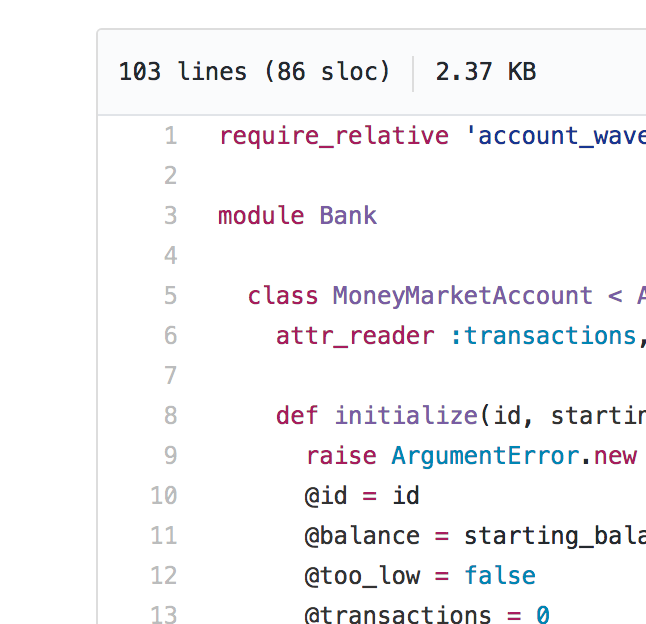 103 lines (86 sloc) 2.37 KB
1 require_relative 'account_wave
2
3 module Bank
4
5 class MoneyMarketAccount < A
6 attr_reader :transactions,
7
8 def initialize(id, startin
9 raise ArgumentError.new
10 @id = id
11 @balance = starting_bala
12 @too_low = false
13 @transactions = 0